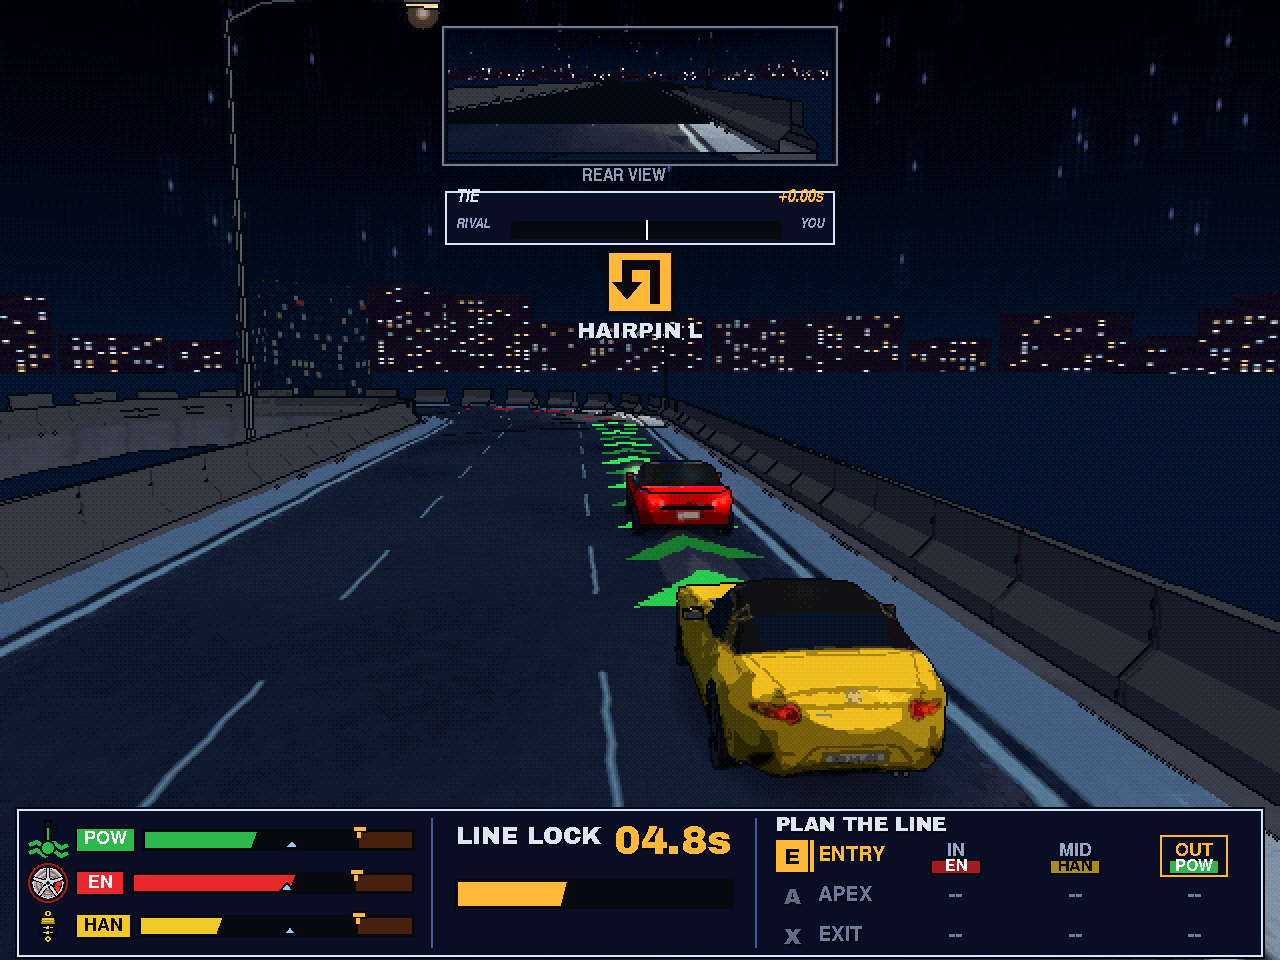 REAR VIEW
TIE +0.00s
RIVAL YOU
HAIRPIN L
POW
EN
HAN
LINE LOCK 04.8s
PLAN THE LINE
E ENTRY IN MID OUT
EN HAN POW
A APEX -- -- --
X EXIT -- -- --